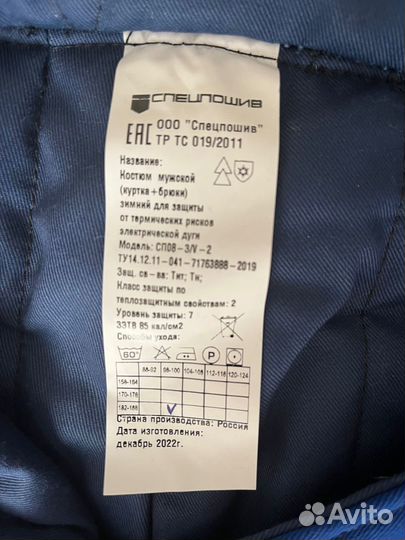 СПЕЦПОШИВ
ЕАС ООО "Спецпошив"
ТР ТС 019/2011
Название:
Костюм мужской
(куртка+брюки)
зимний для защиты
от термических рисков
электрической дуги
Модель: СП08-З/V-2
ТУ14.12.11-041-71763888-2019
Защ. св-ва: Тит; Тн;
Класс защиты по
теплозащитным свойствам: 2
Уровень защиты: 7
ЗЭТВ 85 кал/см2
Способы ухода:
60° P
88-92 96-100 104-108 112-116 120-124
158-164
170-176
182-188 V
Страна производства: Россия
Дата изготовления:
декабрь 2022г.
Avito